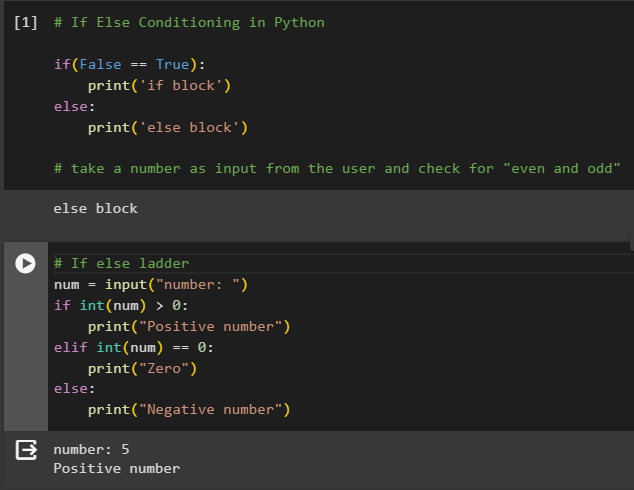 [1] # If Else Conditioning in Python
if(False == True):
    print('if block')
else:
    print('else block')
# take a number as input from the user and check for "even and odd"
else block
# If else ladder
num = input("number: ")
if int(num) > 0:
    print("Positive number")
elif int(num) == 0:
    print("Zero")
else:
    print("Negative number")
number: 5
Positive number